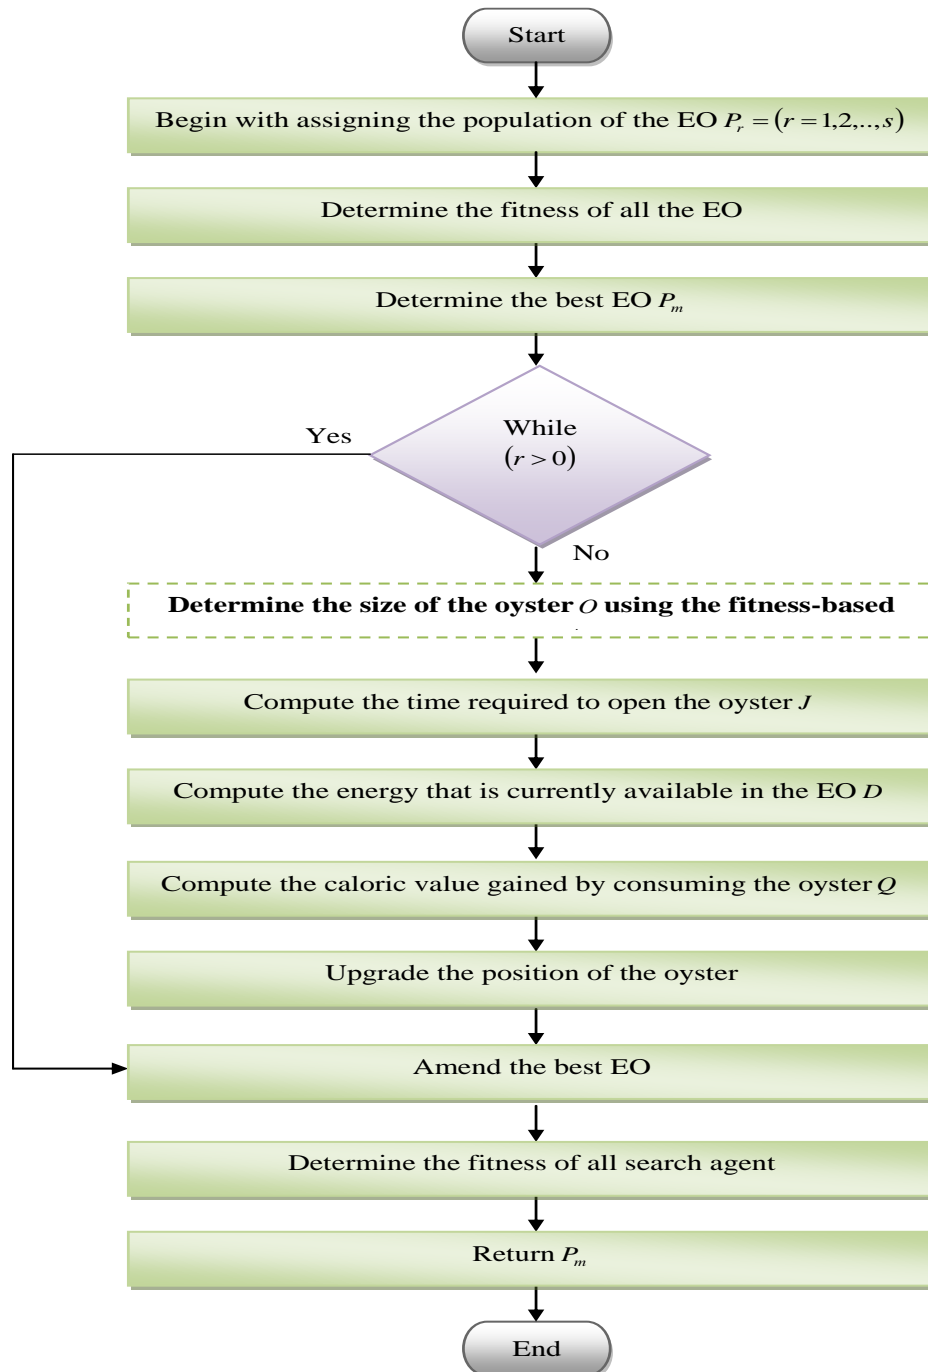 Start
Begin with assigning the population of the EO P_r = (r = 1,2,..,s)
Determine the fitness of all the EO
Determine the best EO P_m
Yes
While
(r > 0)
No
Determine the size of the oyster O using the fitness-based
Compute the time required to open the oyster J
Compute the energy that is currently available in the EO D
Compute the caloric value gained by consuming the oyster Q
Upgrade the position of the oyster
Amend the best EO
Determine the fitness of all search agent
Return P_m
End